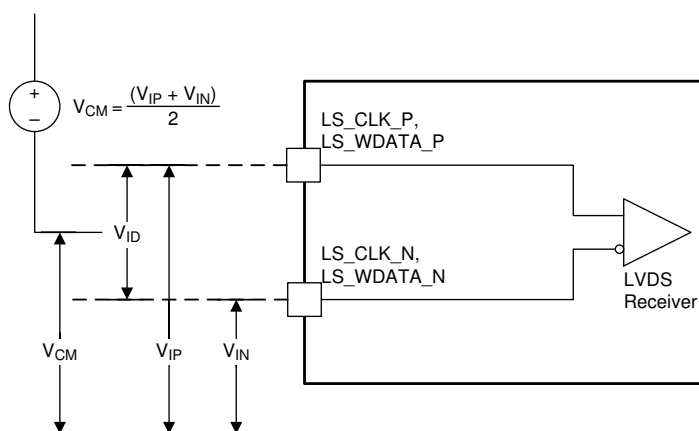 +
−
V_CM = (V_IP + V_IN) / 2
LS_CLK_P,
LS_WDATA_P
V_ID
LS_CLK_N,
LS_WDATA_N
LVDS
Receiver
V_CM
V_IP
V_IN